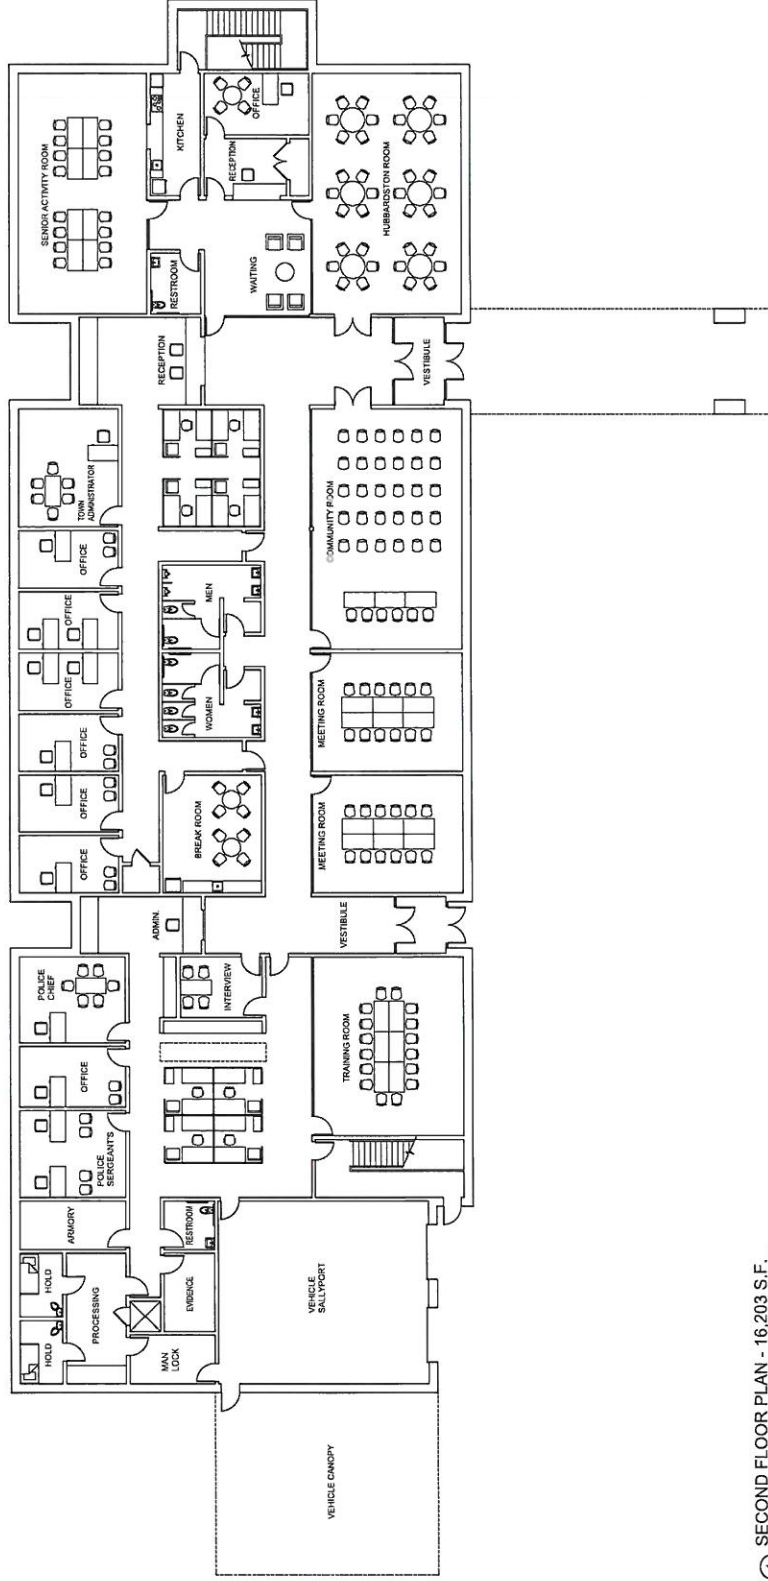 SENIOR ACTIVITY ROOM
KITCHEN
OFFICE
RECEPTION
HUBBARDSTON ROOM
RESTROOM
WAITING
RECEPTION
VESTIBULE
TOWN
ADMINISTRATOR
COMMUNITY ROOM
OFFICE
OFFICE
MEN
OFFICE
WOMEN
MEETING ROOM
OFFICE
OFFICE
BREAK ROOM
MEETING ROOM
OFFICE
ADMIN.
VESTIBULE
POLICE
CHIEF
INTERVIEW
OFFICE
TRAINING ROOM
POLICE
SERGEANT'S
ARMORY
RESTROOM
HOLD
PROCESSING
EVIDENCE
VEHICLE
SALLYPORT
HOLD
MAN
LOCK
VEHICLE CANOPY
SECOND FLOOR PLAN - 16,203 S.F.